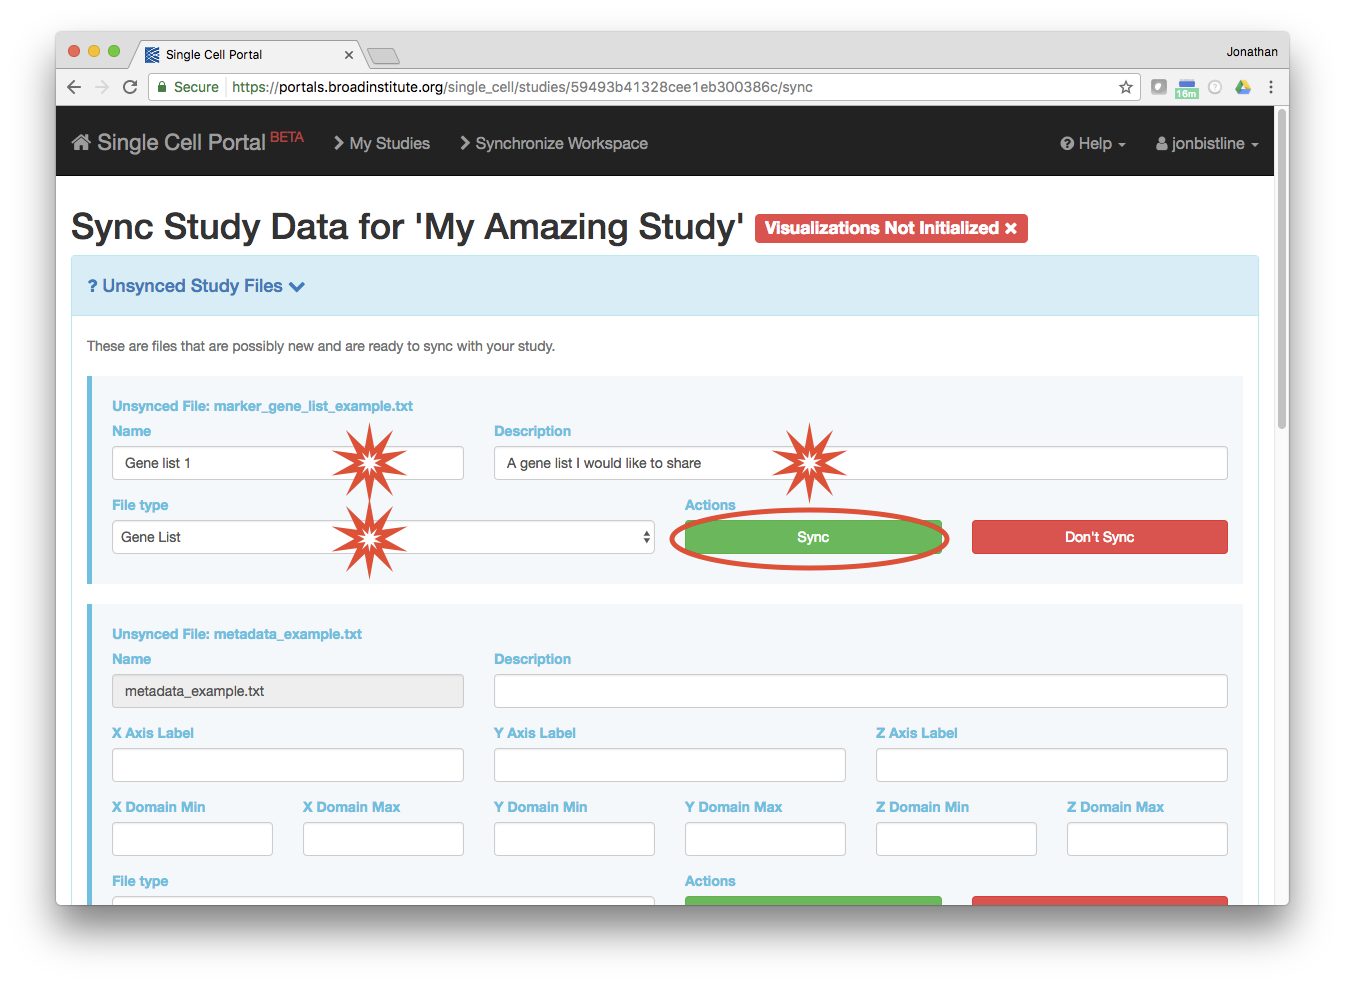 Single Cell Portal
Jonathan
Secure https://portals.broadinstitute.org/single_cell/studies/59493b41328cee1eb300386c/sync
16m
Single Cell Portal BETA My Studies Synchronize Workspace Help jonbistline
Sync Study Data for 'My Amazing Study' Visualizations Not Initialized ×
? Unsynced Study Files
These are files that are possibly new and are ready to sync with your study.
Unsynced File: marker_gene_list_example.txt
Name Description
Gene list 1 A gene list I would like to share
File type Actions
Gene List Sync Don't Sync
Unsynced File: metadata_example.txt
Name Description
metadata_example.txt
X Axis Label Y Axis Label Z Axis Label
X Domain Min X Domain Max Y Domain Min Y Domain Max Z Domain Min Z Domain Max
File type Actions